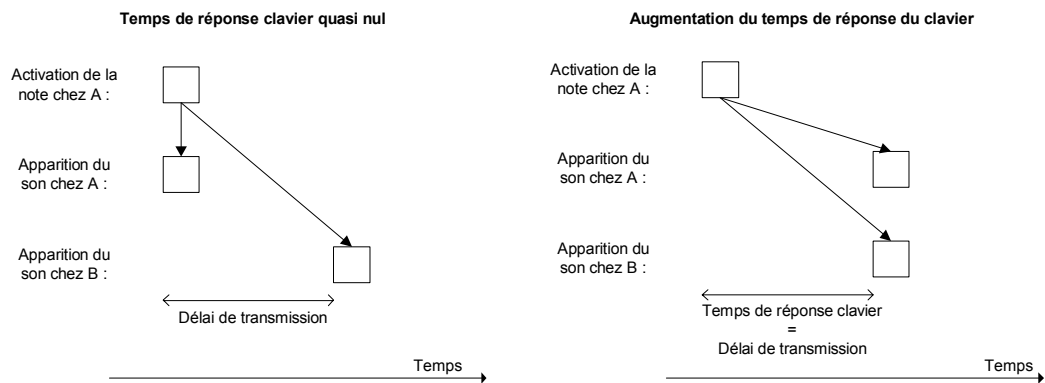 Temps de réponse clavier quasi nul
Activation de la
note chez A :
Apparition du
son chez A :
Apparition du
son chez B :
Délai de transmission
Temps
Augmentation du temps de réponse du clavier
Activation de la
note chez A :
Apparition du
son chez A :
Apparition du
son chez B :
Temps de réponse clavier
=
Délai de transmission
Temps